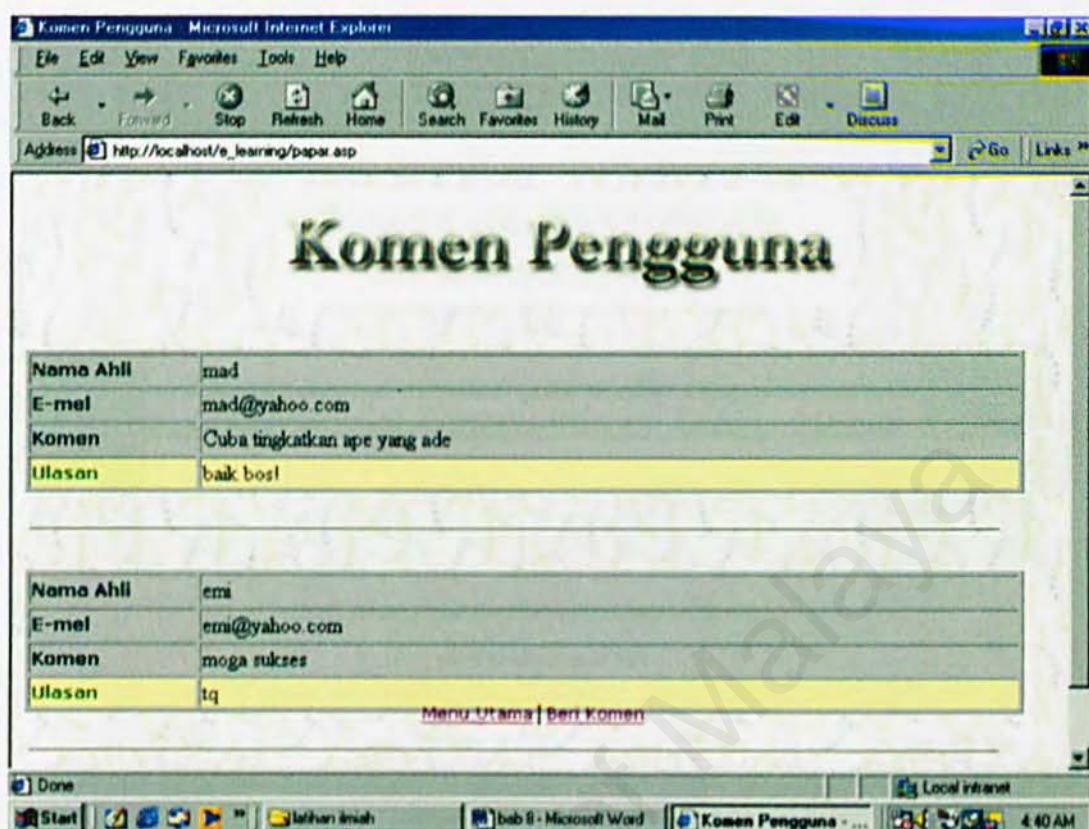 Komen Pengguna - Microsoft Internet Explorer
File Edit View Favorites Tools Help
Back Forward Stop Refresh Home Search Favorites History Mail Print Edit Discuss
Address http://localhost/e_learning/papar.asp Go Links »
Komen Pengguna
Nama Ahli mad
E-mel mad@yahoo.com
Komen Cuba tingkatkan ape yang ade
Ulasan baik bos!
Nama Ahli emi
E-mel emi@yahoo.com
Komen moga sukses
Ulasan tq
Menu Utama | Beri Komen
Done Local intranet
Start » latihan ilmiah bab 8 - Microsoft Word Komen Pengguna - ... 4:40 AM
of Malaya